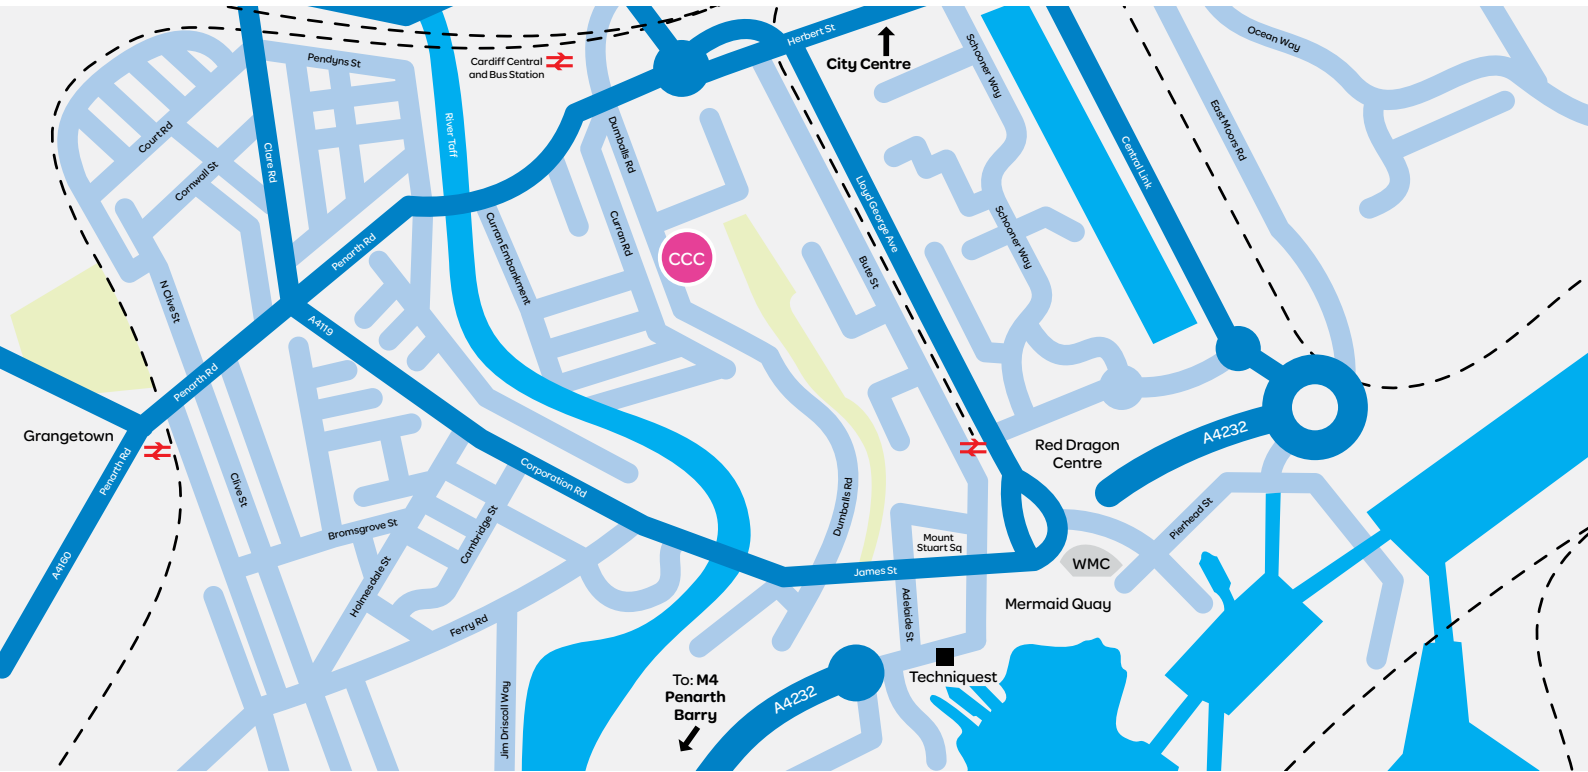 Pendyns St
Cardiff Central
and Bus Station
Herbert St
City Centre
Schooner Way
Ocean Way
East Moors Rd
Central Link
Court Rd
Clare Rd
River Taff
Dumballs Rd
Cornwall St
Lloyd George Ave
Curran Embankment
Curran Rd
Schooner Way
Penarth Rd
CCC
Bute St
N Clive St
A4119
Penarth Rd
Grangetown
Penarth Rd
Red Dragon
Centre
A4232
Clive St
Corporation Rd
Dumballs Rd
Bromsgrove St
Cambridge St
Pierhead St
Mount
Stuart Sq
A4160
Holmesdale St
James St
WMC
Mermaid Quay
Adelaide St
Ferry Rd
Techniquest
To: M4
Penarth
Barry
A4232
Jim Driscoll Way